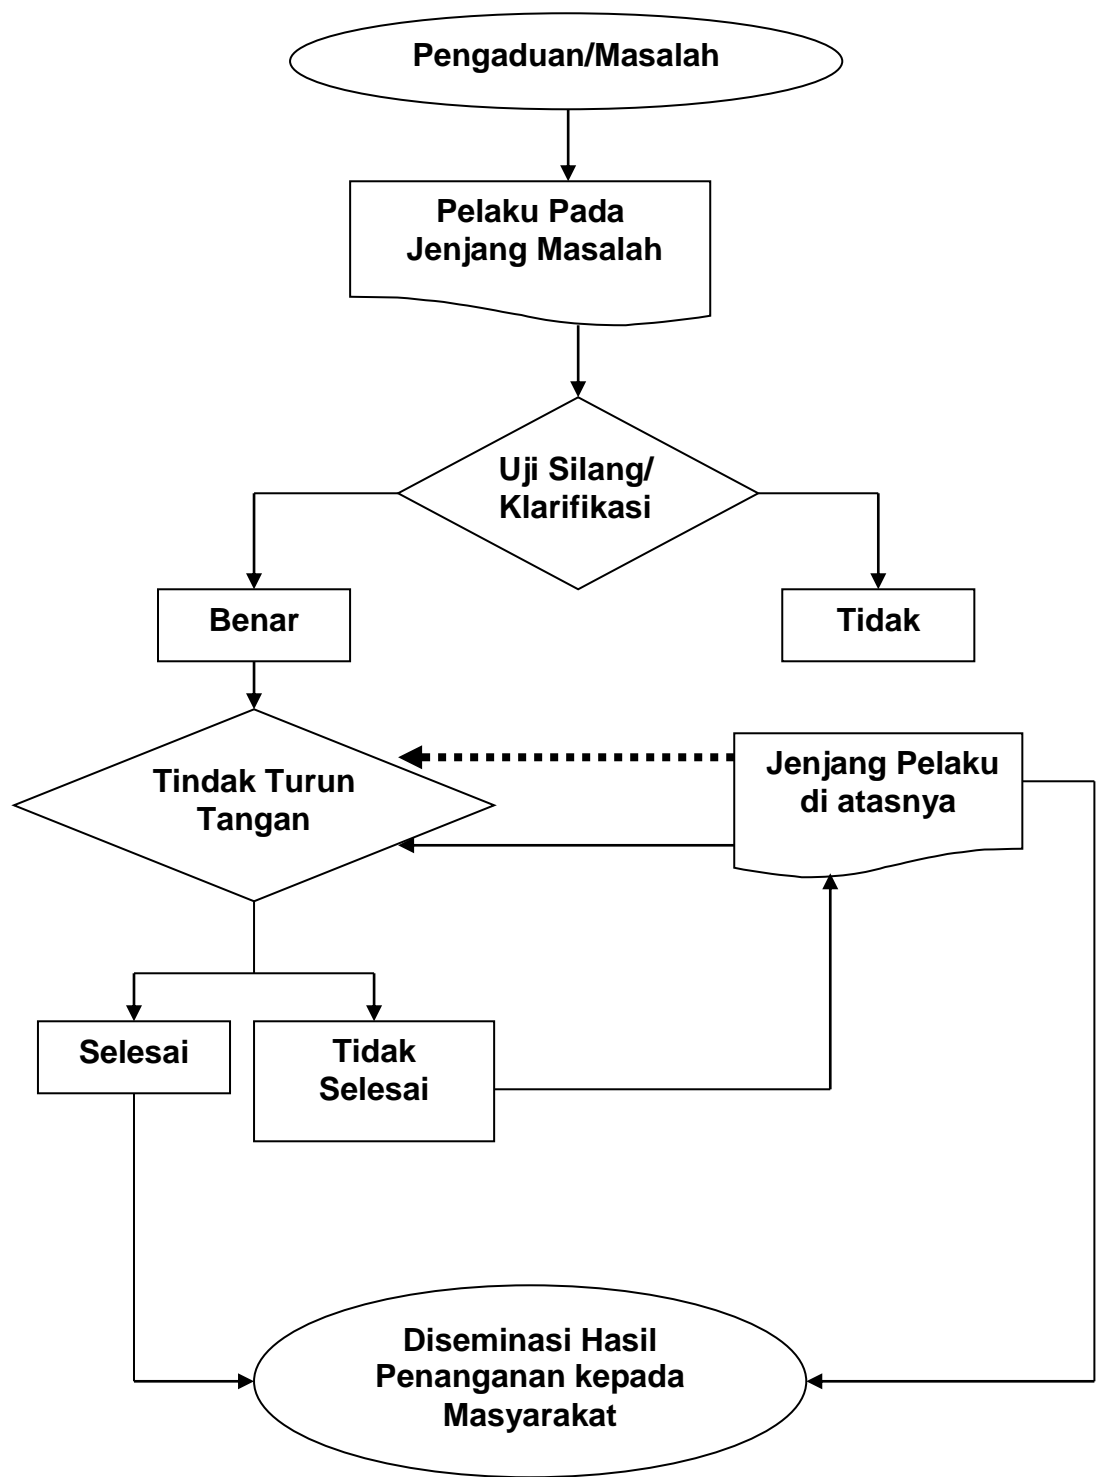 Pengaduan/Masalah
Pelaku Pada
Jenjang Masalah
Uji Silang/
Klarifikasi
Benar
Tidak
Tindak Turun
Tangan
Jenjang Pelaku
di atasnya
Selesai
Tidak
Selesai
Diseminasi Hasil
Penanganan kepada
Masyarakat